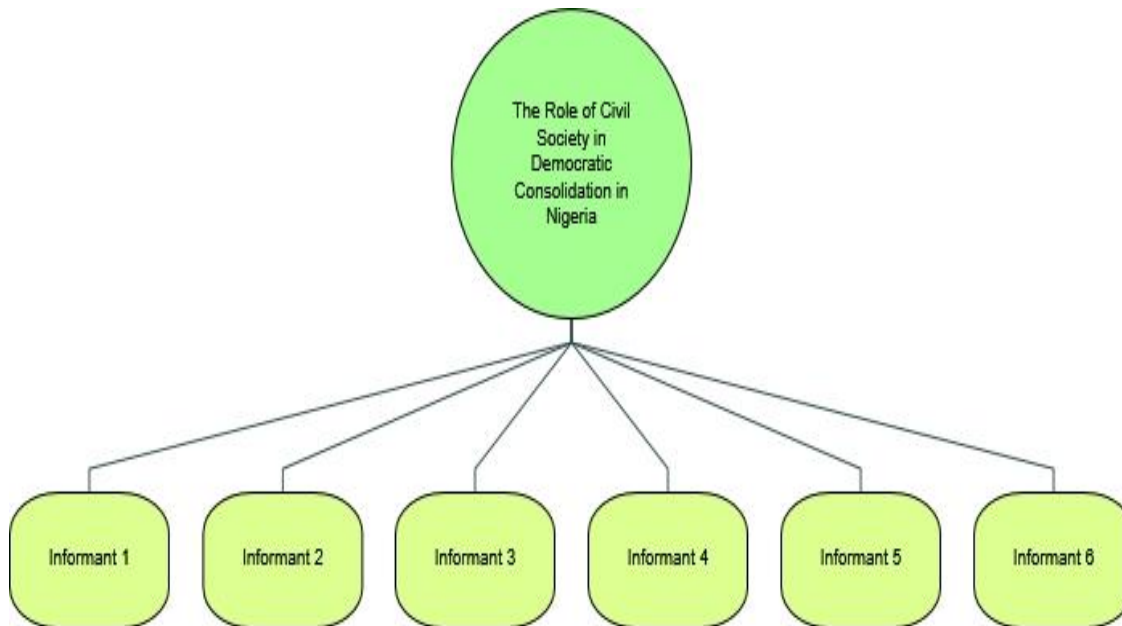 The Role of Civil
Society in
Democratic
Consolidation in
Nigeria
Informant 1
Informant 2
Informant 3
Informant 4
Informant 5
Informant 6